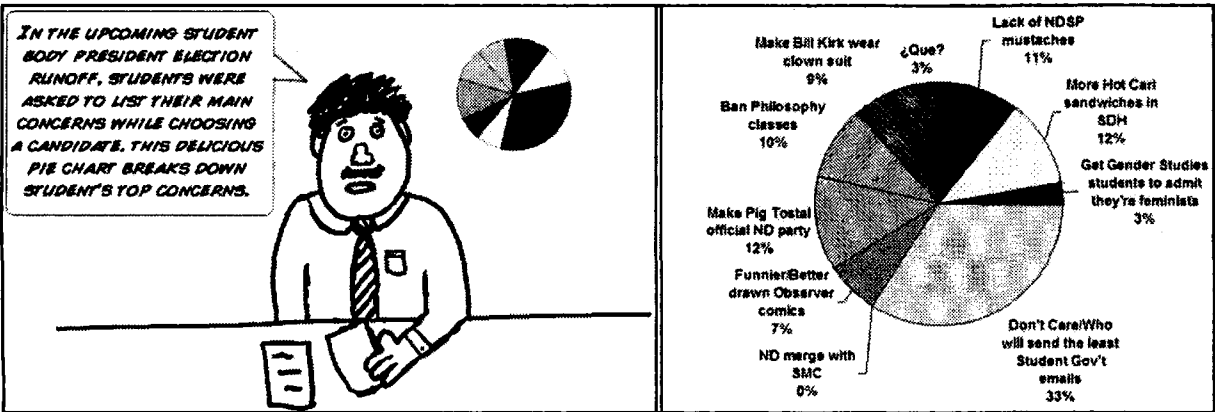 IN THE UPCOMING STUDENT
BODY PRESIDENT ELECTION
RUNOFF, STUDENTS WERE
ASKED TO LIST THEIR MAIN
CONCERNS WHILE CHOOSING
A CANDIDATE. THIS DELICIOUS
PIE CHART BREAKS DOWN
STUDENT'S TOP CONCERNS.
Lack of NDSP
mustaches
11%
More Hot Carl
sandwiches in
SDH
12%
Get Gender Studies
students to admit
they're feminists
3%
Don't Care/Who
will send the least
Student Gov't
emails
33%
ND merge with
SMC
0%
Funnier/Better
drawn Observer
comics
7%
Make Pig Tostal
official ND party
12%
Ban Philosophy
classes
10%
Make Bill Kirk wear
clown suit
9%
¿Que?
3%